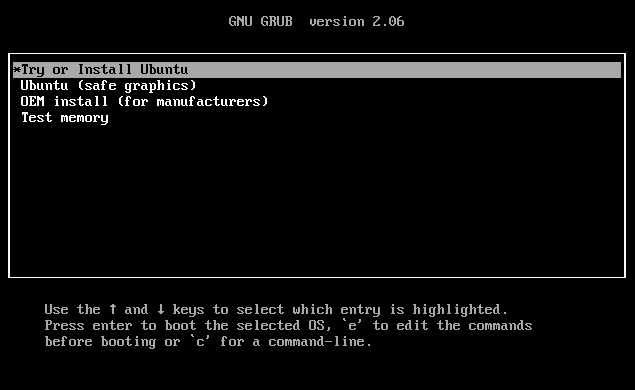 GNU GRUB  version 2.06
*Try or Install Ubuntu
Ubuntu (safe graphics)
OEM install (for manufacturers)
Test memory
Use the ↑ and ↓ keys to select which entry is highlighted.
Press enter to boot the selected OS, `e' to edit the commands
before booting or `c' for a command-line.